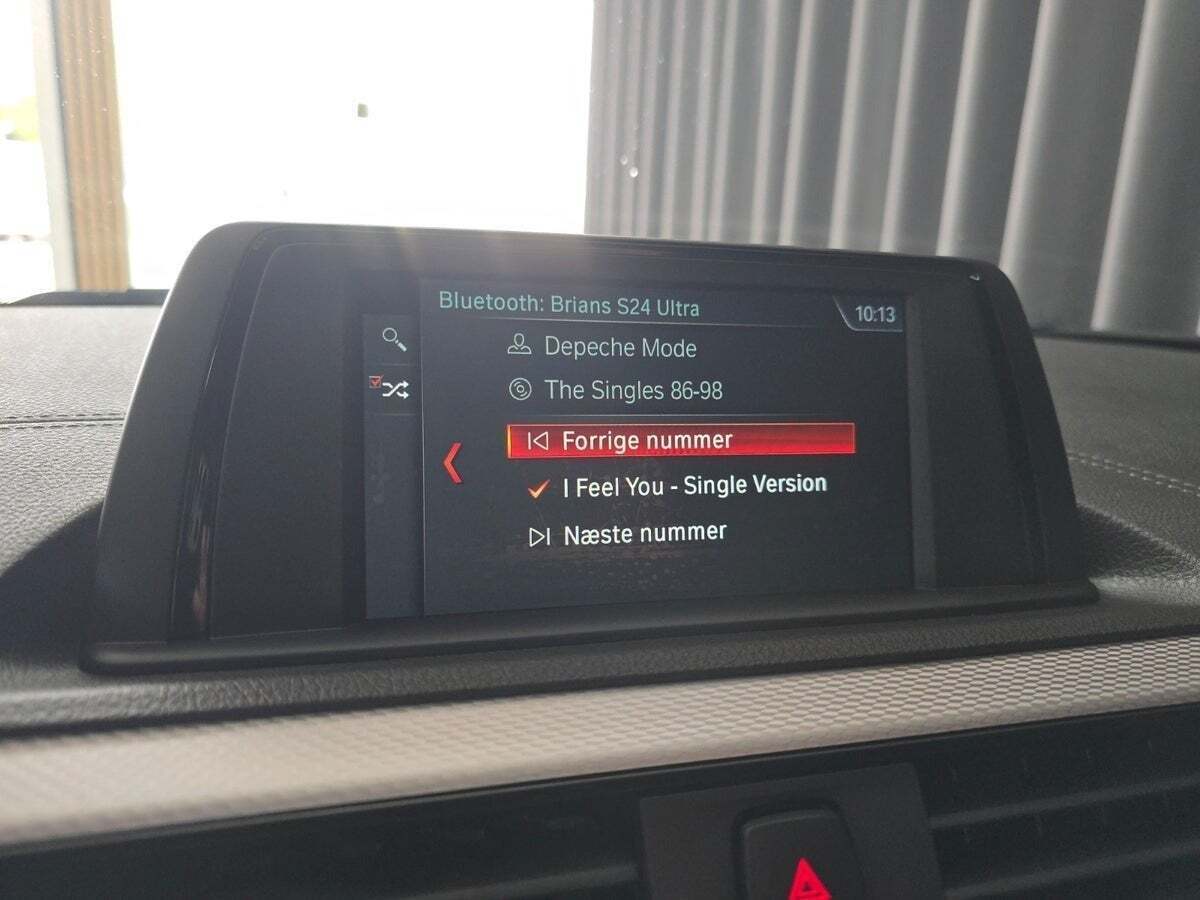 Bluetooth: Brians S24 Ultra
10:13
Depeche Mode
The Singles 86-98
Forrige nummer
I Feel You - Single Version
Næste nummer